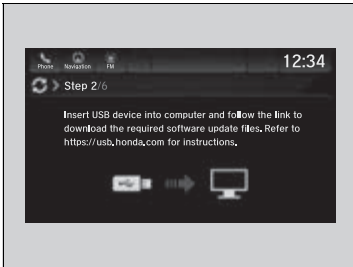 Phone Navigation FM 12:34
Step 2/6
Insert USB device into computer and follow the link to
download the required software update files. Refer to
https://usb.honda.com for instructions.